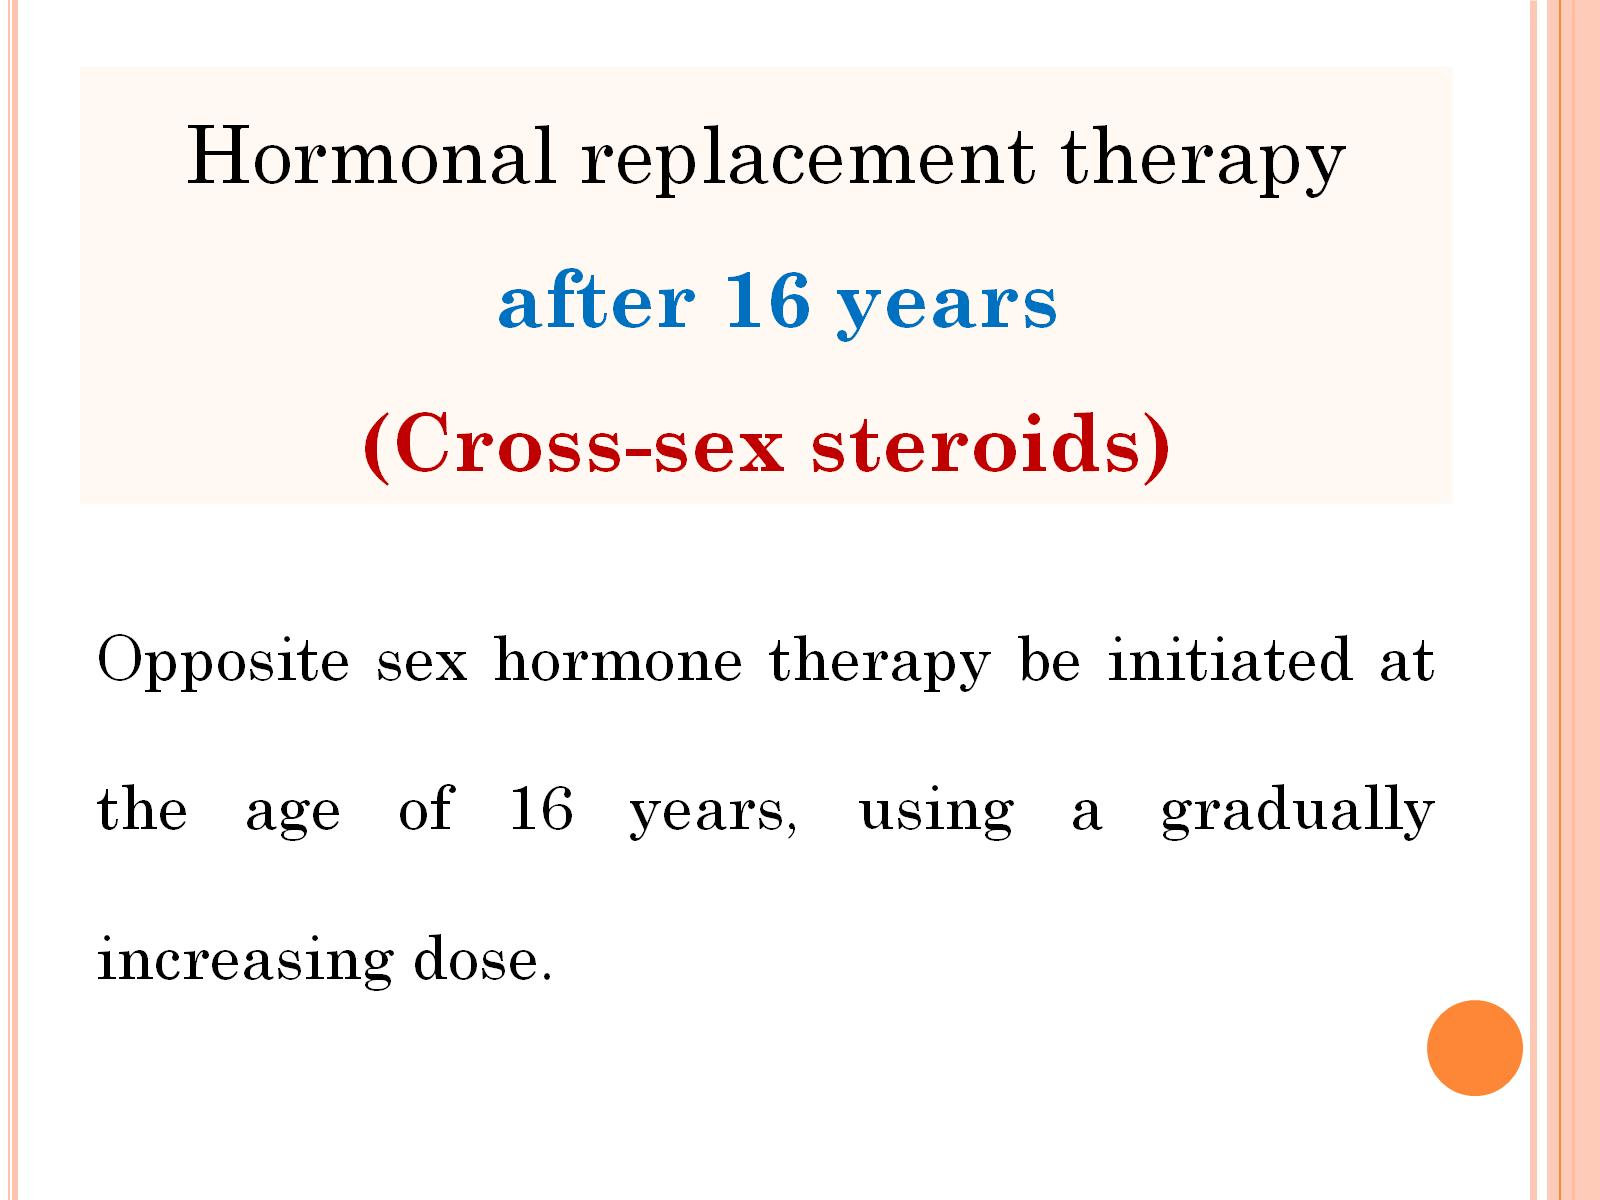 Hormonal replacement therapy
after 16 years
(Cross-sex steroids)
Opposite sex hormone therapy be initiated at
the age of 16 years, using a gradually
increasing dose.